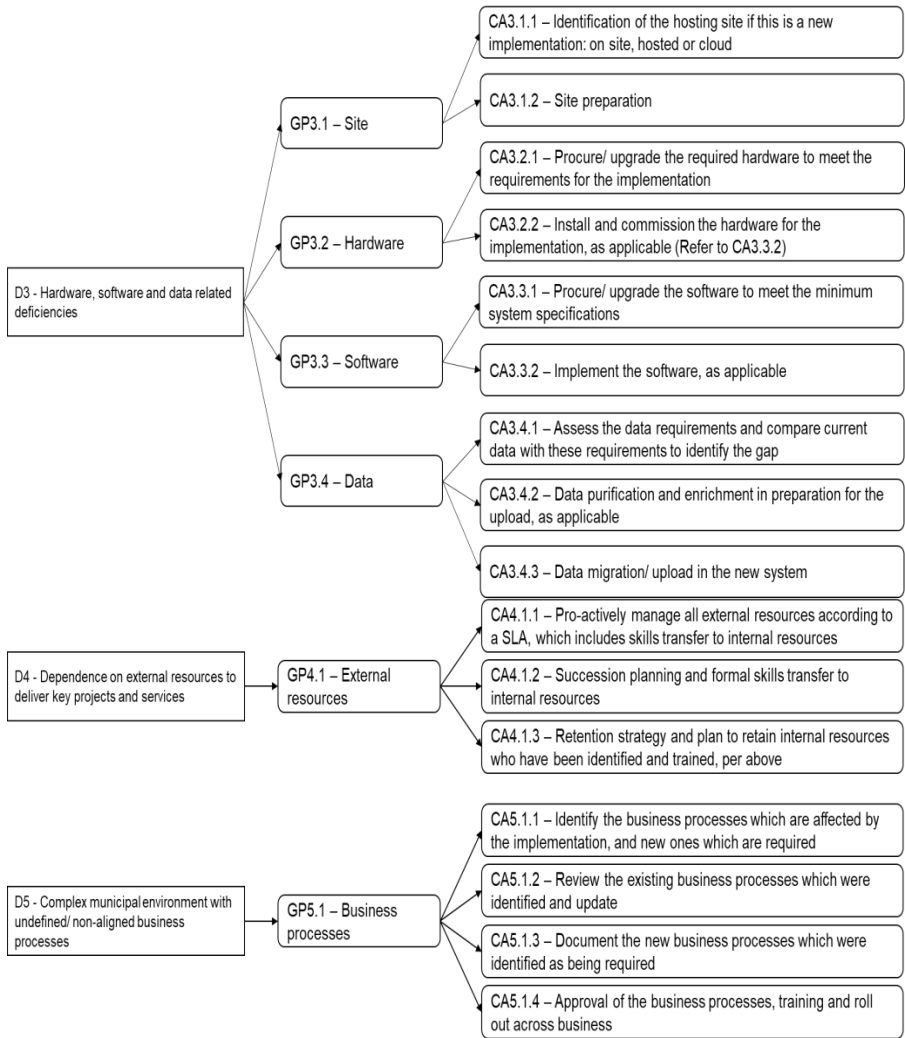 CA3.1.1 – Identification of the hosting site if this is a new
implementation: on site, hosted or cloud
CA3.1.2 – Site preparation
GP3.1 – Site
CA3.2.1 – Procure/ upgrade the required hardware to meet the
requirements for the implementation
CA3.2.2 – Install and commission the hardware for the
implementation, as applicable (Refer to CA3.3.2)
GP3.2 – Hardware
D3 - Hardware, software and data related
deficiencies
CA3.3.1 – Procure/ upgrade the software to meet the minimum
system specifications
CA3.3.2 – Implement the software, as applicable
GP3.3 – Software
CA3.4.1 – Assess the data requirements and compare current
data with these requirements to identify the gap
CA3.4.2 – Data purification and enrichment in preparation for the
upload, as applicable
CA3.4.3 – Data migration/ upload in the new system
GP3.4 – Data
D4 - Dependence on external resources to
deliver key projects and services
GP4.1 – External
resources
CA4.1.1 – Pro-actively manage all external resources according to
a SLA, which includes skills transfer to internal resources
CA4.1.2 – Succession planning and formal skills transfer to
internal resources
CA4.1.3 – Retention strategy and plan to retain internal resources
who have been identified and trained, per above
D5 - Complex municipal environment with
undefined/ non-aligned business
processes
GP5.1 – Business
processes
CA5.1.1 – Identify the business processes which are affected by
the implementation, and new ones which are required
CA5.1.2 – Review the existing business processes which were
identified and update
CA5.1.3 – Document the new business processes which were
identified as being required
CA5.1.4 – Approval of the business processes, training and roll
out across business